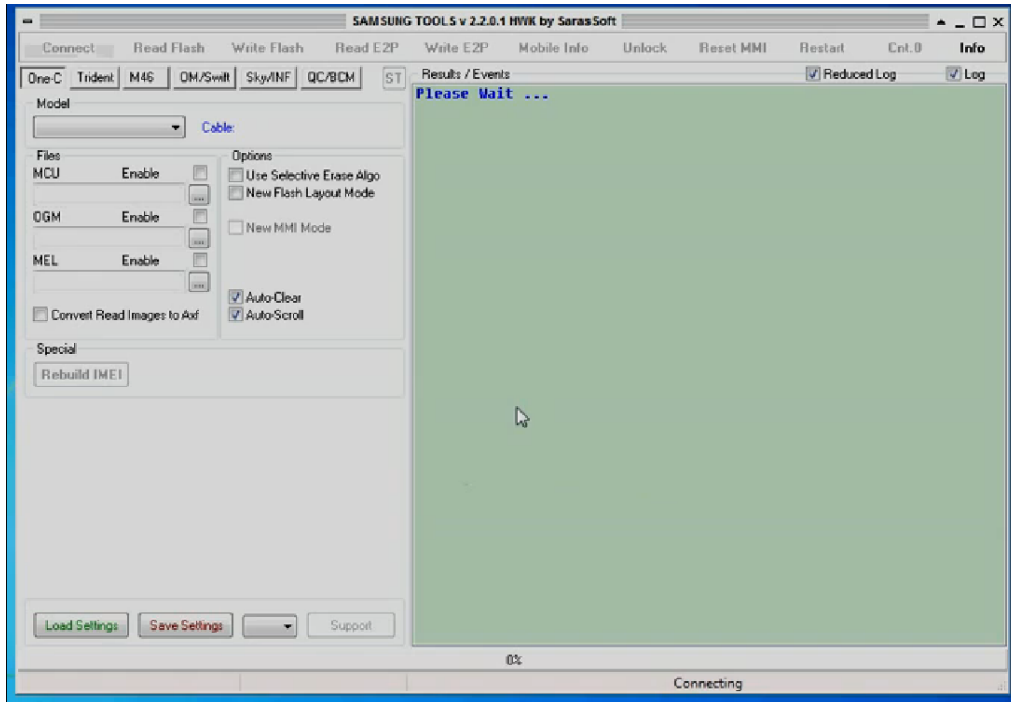 SAMSUNG TOOLS v 2.2.0.1 HWK by SarasSoft
Connect Read Flash Write Flash Read E2P Write E2P Mobile Info Unlock Reset MMI Restart Cnt.0 Info
One-C Trident M46 OM/Swift Sky/INF QC/BCM ST
Results / Events Reduced Log Log
Please Wait ...
Model
Cable:
Files
MCU Enable
...
OGM Enable
...
MEL Enable
...
Convert Read Images to Axf
Options
Use Selective Erase Algo
New Flash Layout Mode
New MMI Mode
Auto-Clear
Auto-Scroll
Special
Rebuild IMEI
Load Settings Save Settings Support
0%
Connecting